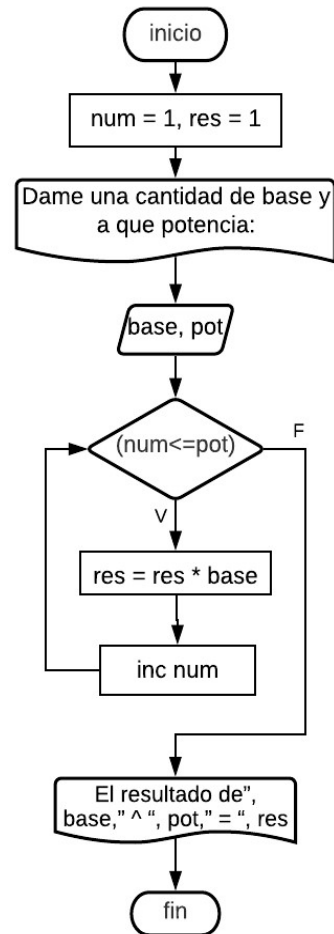 inicio
num = 1, res = 1
Dame una cantidad de base y
a que potencia:
base, pot
(num<=pot)
F
V
res = res * base
inc num
El resultado de”,
base,” ^ “, pot,” = “, res
fin